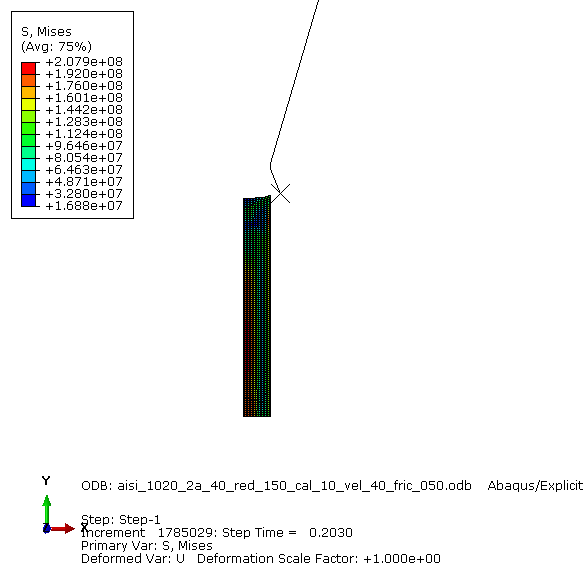 S, Mises
(Avg: 75%)
+2.079e+08
+1.920e+08
+1.760e+08
+1.601e+08
+1.442e+08
+1.283e+08
+1.124e+08
+9.646e+07
+8.054e+07
+6.463e+07
+4.871e+07
+3.280e+07
+1.688e+07
Y
Z X
ODB: aisi_1020_2a_40_red_150_cal_10_vel_40_fric_050.odb Abaqus/Explicit
Step: Step-1
Increment 1785029: Step Time = 0.2030
Primary Var: S, Mises
Deformed Var: U Deformation Scale Factor: +1.000e+00